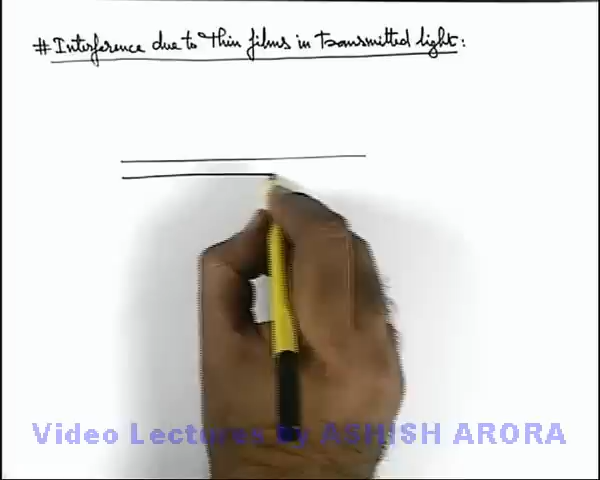 # Interference due to Thin films in transmitted light:
Video Lectures by ASHISH ARORA